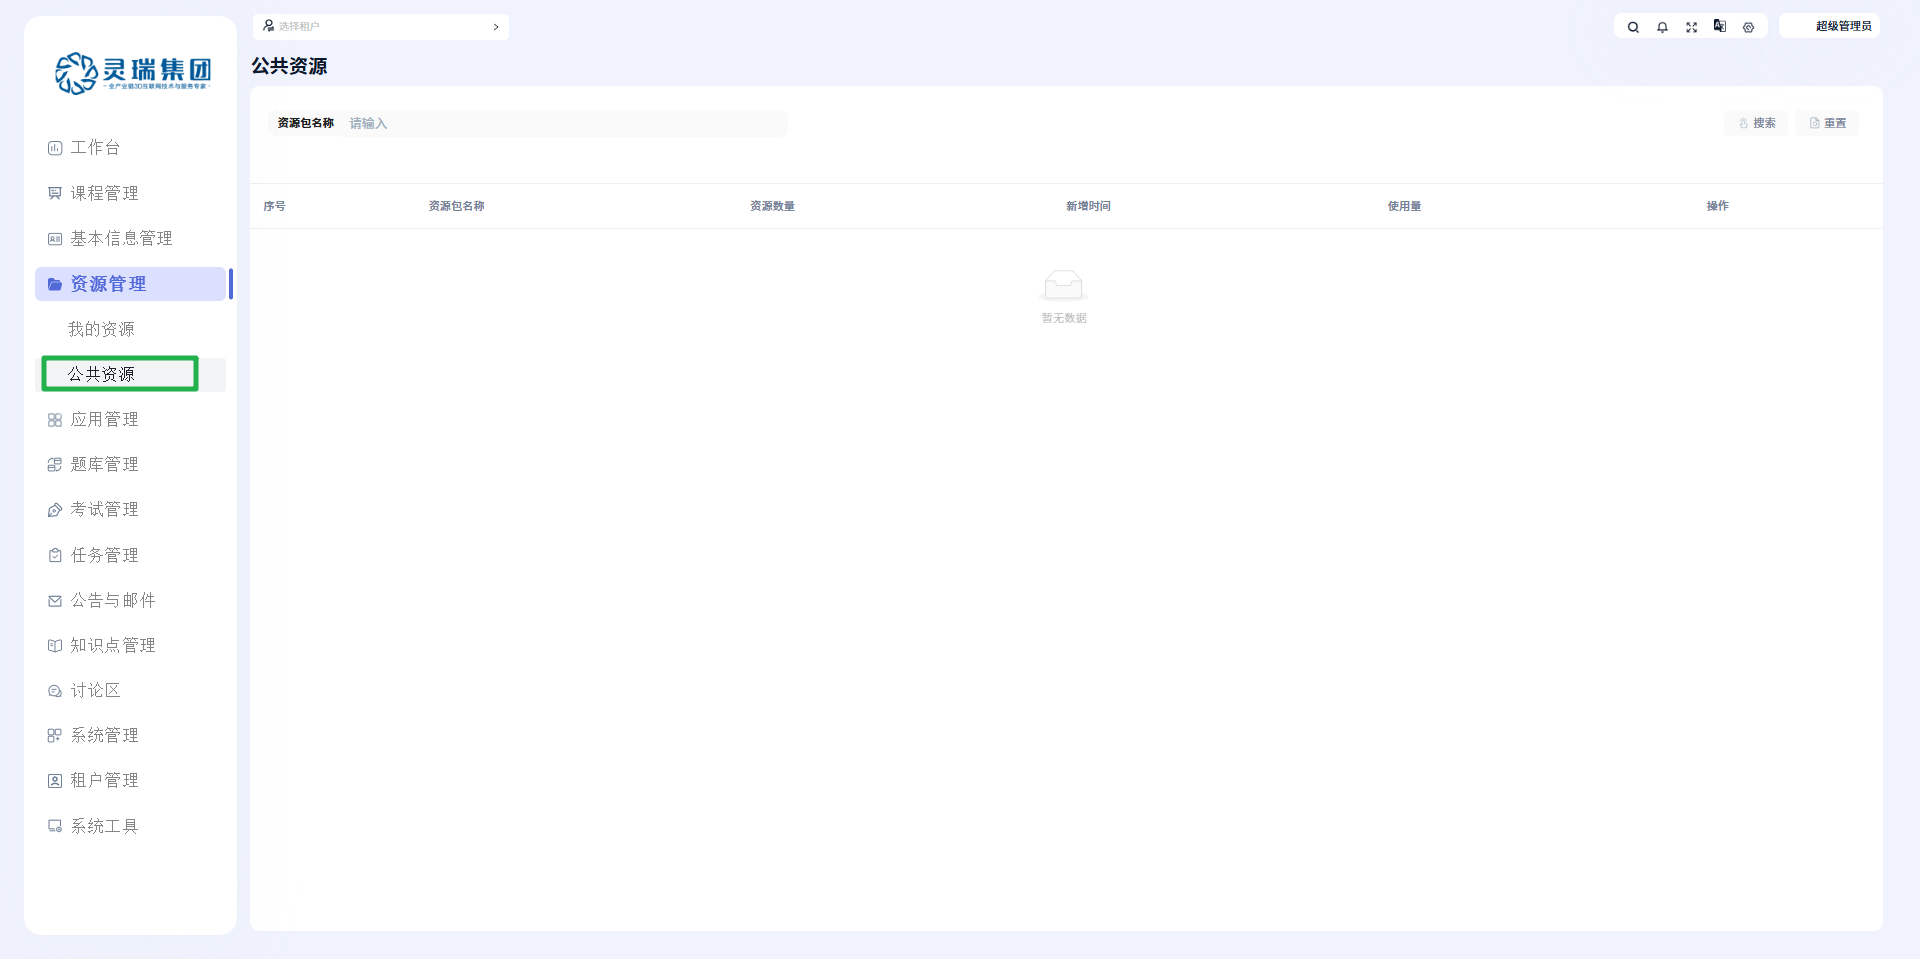 灵瑞集团
-全产业链3D互联网技术与服务专家-
工作台
课程管理
基本信息管理
资源管理
我的资源
公共资源
应用管理
题库管理
考试管理
任务管理
公告与邮件
知识点管理
讨论区
系统管理
租户管理
系统工具
选择租户
超级管理员
公共资源
资源包名称 请输入
搜索 重置
序号 资源包名称 资源数量 新增时间 使用量 操作
暂无数据